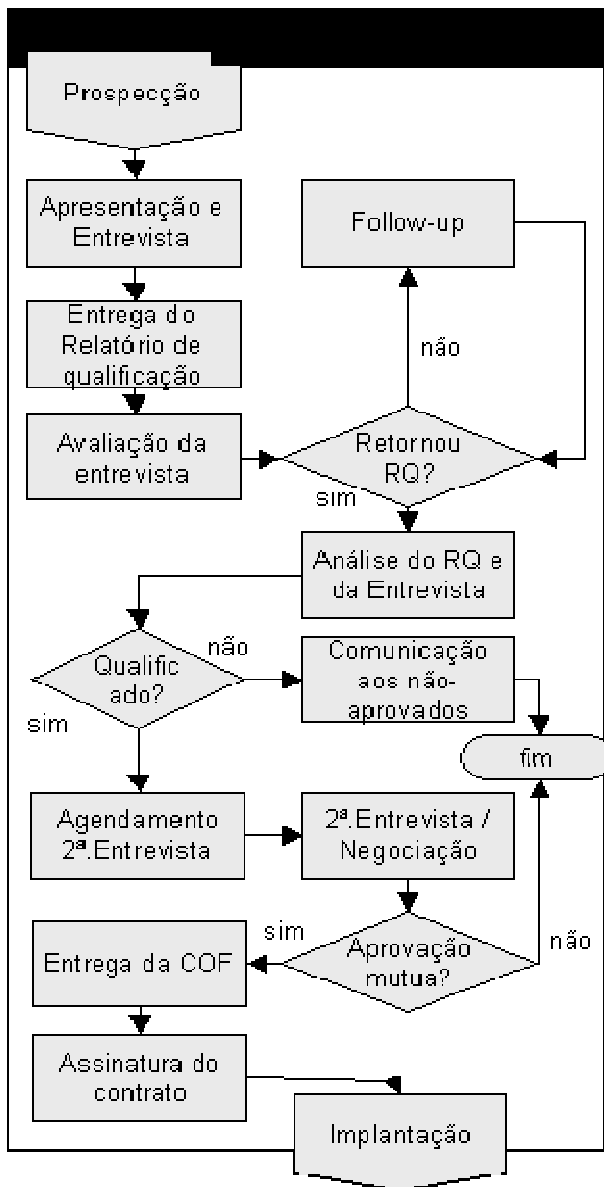 Prospecção
Apresentação e
Entrevista
Follow-up
Entrega do
Relatório de
qualificação
não
Avaliação da
entrevista
Retornou
RQ?
sim
Análise do RQ e
da Entrevista
Qualific
ado?
não
sim
Comunicação
aos não-
aprovados
fim
Agendamento
2ª.Entrevista
2ª.Entrevista /
Negociação
Aprovação
mutua?
sim
não
Entrega da COF
Assinatura do
contrato
Implantação